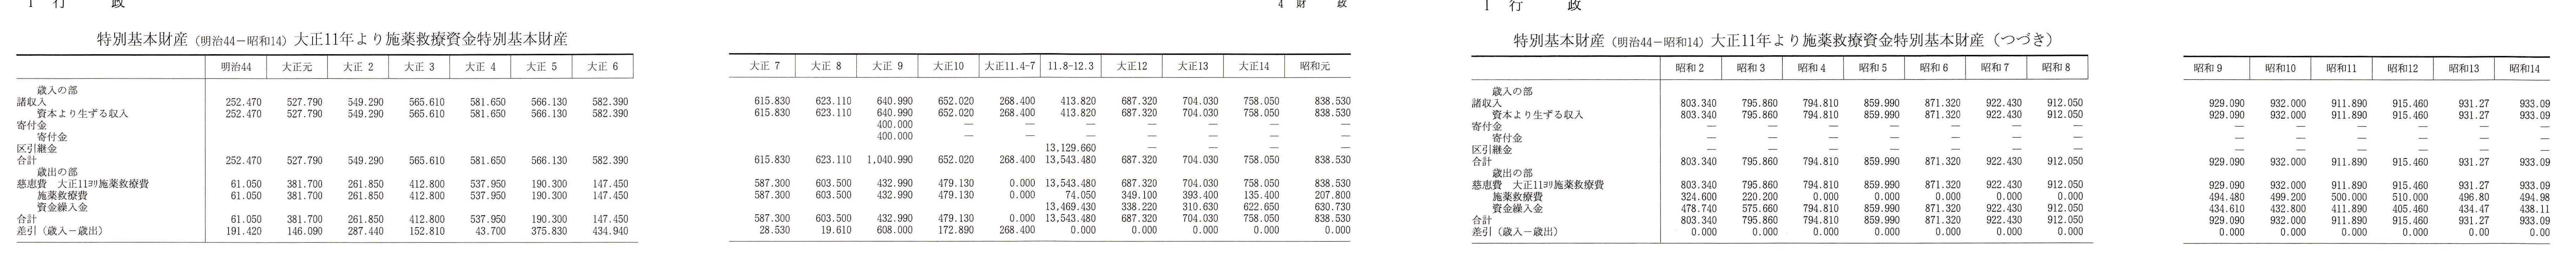 1 行 政
特別基本財産（明治44－昭和14）大正11年より施薬救療資金特別基本財産
明治44 大正元 大正 2 大正 3 大正 4 大正 5 大正 6
歳入の部
諸収入 252.470 527.790 549.290 565.610 581.650 566.130 582.390
資本より生ずる収入 252.470 527.790 549.290 565.610 581.650 566.130 582.390
寄付金
寄付金
区引継金
合計 252.470 527.790 549.290 565.610 581.650 566.130 582.390
歳出の部
慈恵費 大正11ヨリ施薬救療費 61.050 381.700 261.850 412.800 537.950 190.300 147.450
施薬救療費 61.050 381.700 261.850 412.800 537.950 190.300 147.450
資金繰入金
合計 61.050 381.700 261.850 412.800 537.950 190.300 147.450
差引（歳入－歳出） 191.420 146.090 287.440 152.810 43.700 375.830 434.940
4 財 政
大正 7 大正 8 大正 9 大正10 大正11.4-7 11.8-12.3 大正12 大正13 大正14 昭和元
615.830 623.110 640.990 652.020 268.400 413.820 687.320 704.030 758.050 838.530
615.830 623.110 640.990 652.020 268.400 413.820 687.320 704.030 758.050 838.530
400.000 — — — — — — —
400.000 — — — — — — —
13,129.660 — — — —
615.830 623.110 1,040.990 652.020 268.400 13,543.480 687.320 704.030 758.050 838.530
587.300 603.500 432.990 479.130 0.000 13,543.480 687.320 704.030 758.050 838.530
587.300 603.500 432.990 479.130 0.000 74.050 349.100 393.400 135.400 207.800
13,469.430 338.220 310.630 622.650 630.730
587.300 603.500 432.990 479.130 0.000 13,543.480 687.320 704.030 758.050 838.530
28.530 19.610 608.000 172.890 268.400 0.000 0.000 0.000 0.000 0.000
1 行 政
特別基本財産（明治44－昭和14）大正11年より施薬救療資金特別基本財産（つづき）
昭和 2 昭和 3 昭和 4 昭和 5 昭和 6 昭和 7 昭和 8
歳入の部
諸収入 803.340 795.860 794.810 859.990 871.320 922.430 912.050
資本より生ずる収入 803.340 795.860 794.810 859.990 871.320 922.430 912.050
寄付金 — — — — — — —
寄付金 — — — — — — —
区引継金 — — — — — — —
合計 803.340 795.860 794.810 859.990 871.320 922.430 912.050
歳出の部
慈恵費 大正11ヨリ施薬救療費 803.340 795.860 794.810 859.990 871.320 922.430 912.050
施薬救療費 324.600 220.200 0.000 0.000 0.000 0.000 0.000
資金繰入金 478.740 575.660 794.810 859.990 871.320 922.430 912.050
合計 803.340 795.860 794.810 859.990 871.320 922.430 912.050
差引（歳入－歳出） 0.000 0.000 0.000 0.000 0.000 0.000 0.000
昭和 9 昭和10 昭和11 昭和12 昭和13 昭和14
929.090 932.000 911.890 915.460 931.27 933.09
929.090 932.000 911.890 915.460 931.27 933.09
— — — — — —
— — — — — —
— — — — — —
929.090 932.000 911.890 915.460 931.27 933.09
929.090 932.000 911.890 915.460 931.27 933.09
494.480 499.200 500.000 510.000 496.80 494.98
434.610 432.800 411.890 405.460 434.47 438.11
929.090 932.000 911.890 915.460 931.27 933.09
0.000 0.000 0.000 0.000 0.00 0.00